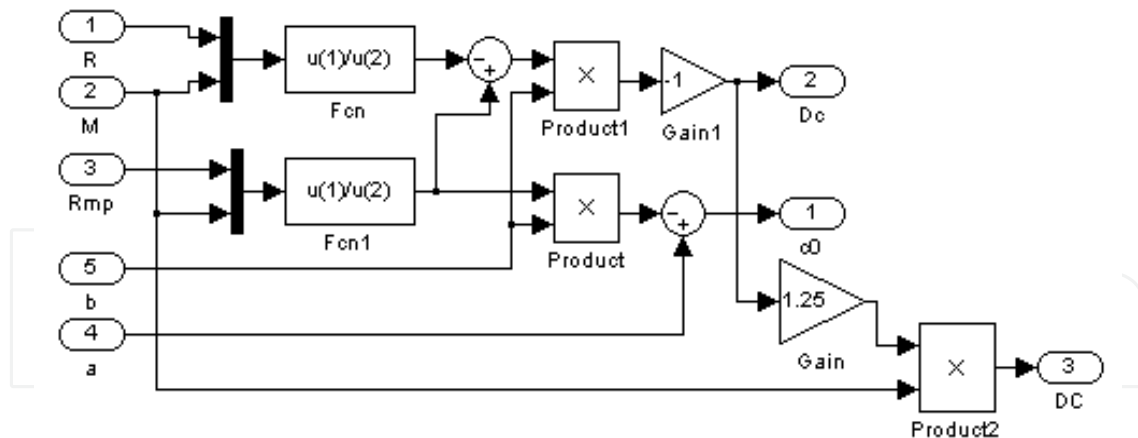 1
R
2
M
u(1)/u(2)
Fcn
-
+
×
Product1
-1
Gain1
2
Dc
3
Rmp
u(1)/u(2)
Fcn1
×
Product
-
+
1
c0
5
b
4
a
1.25
Gain
×
Product2
3
DC